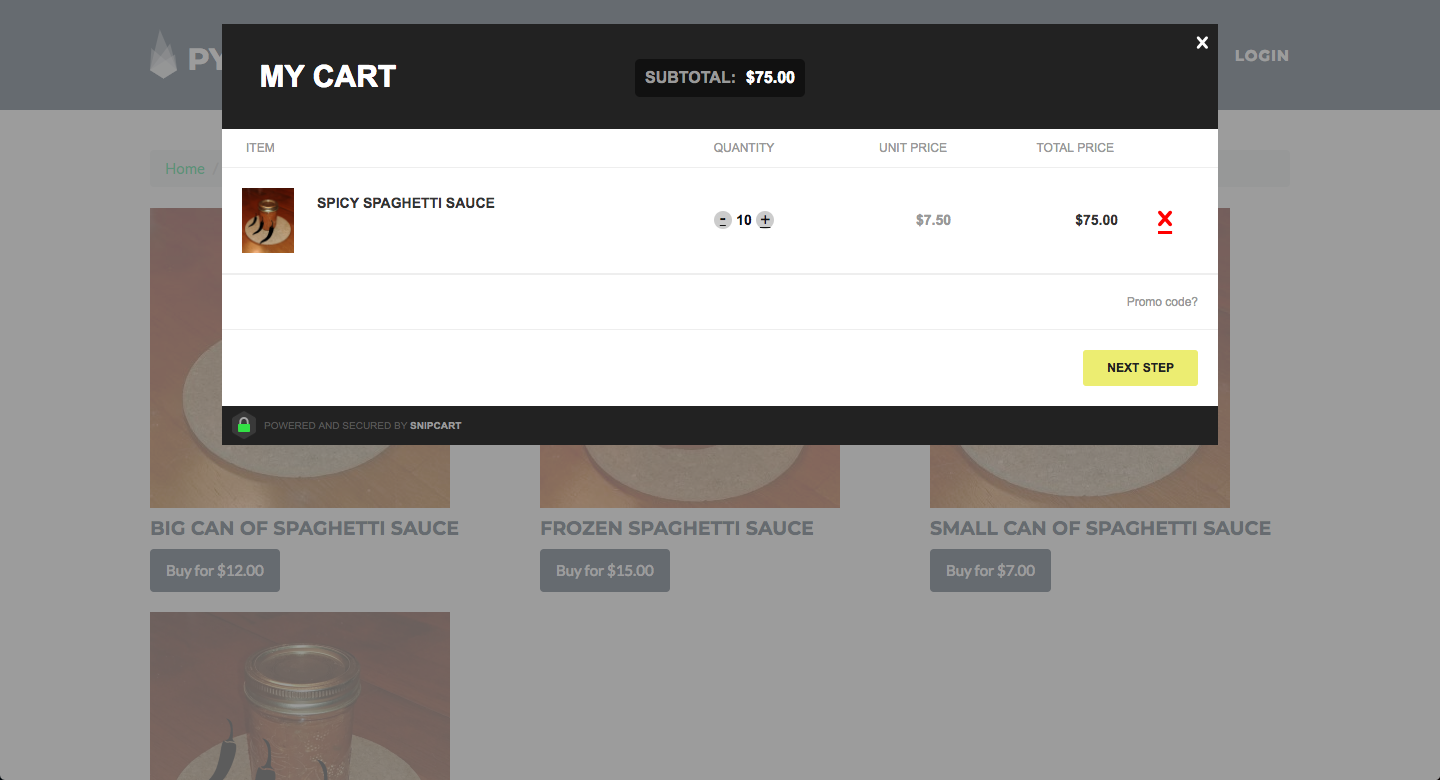 PY
LOGIN
MY CART
SUBTOTAL: $75.00
ITEM QUANTITY UNIT PRICE TOTAL PRICE
Home /
SPICY SPAGHETTI SAUCE
- 10 + $7.50 $75.00
Promo code?
NEXT STEP
POWERED AND SECURED BY SNIPCART
BIG CAN OF SPAGHETTI SAUCE
Buy for $12.00
FROZEN SPAGHETTI SAUCE
Buy for $15.00
SMALL CAN OF SPAGHETTI SAUCE
Buy for $7.00